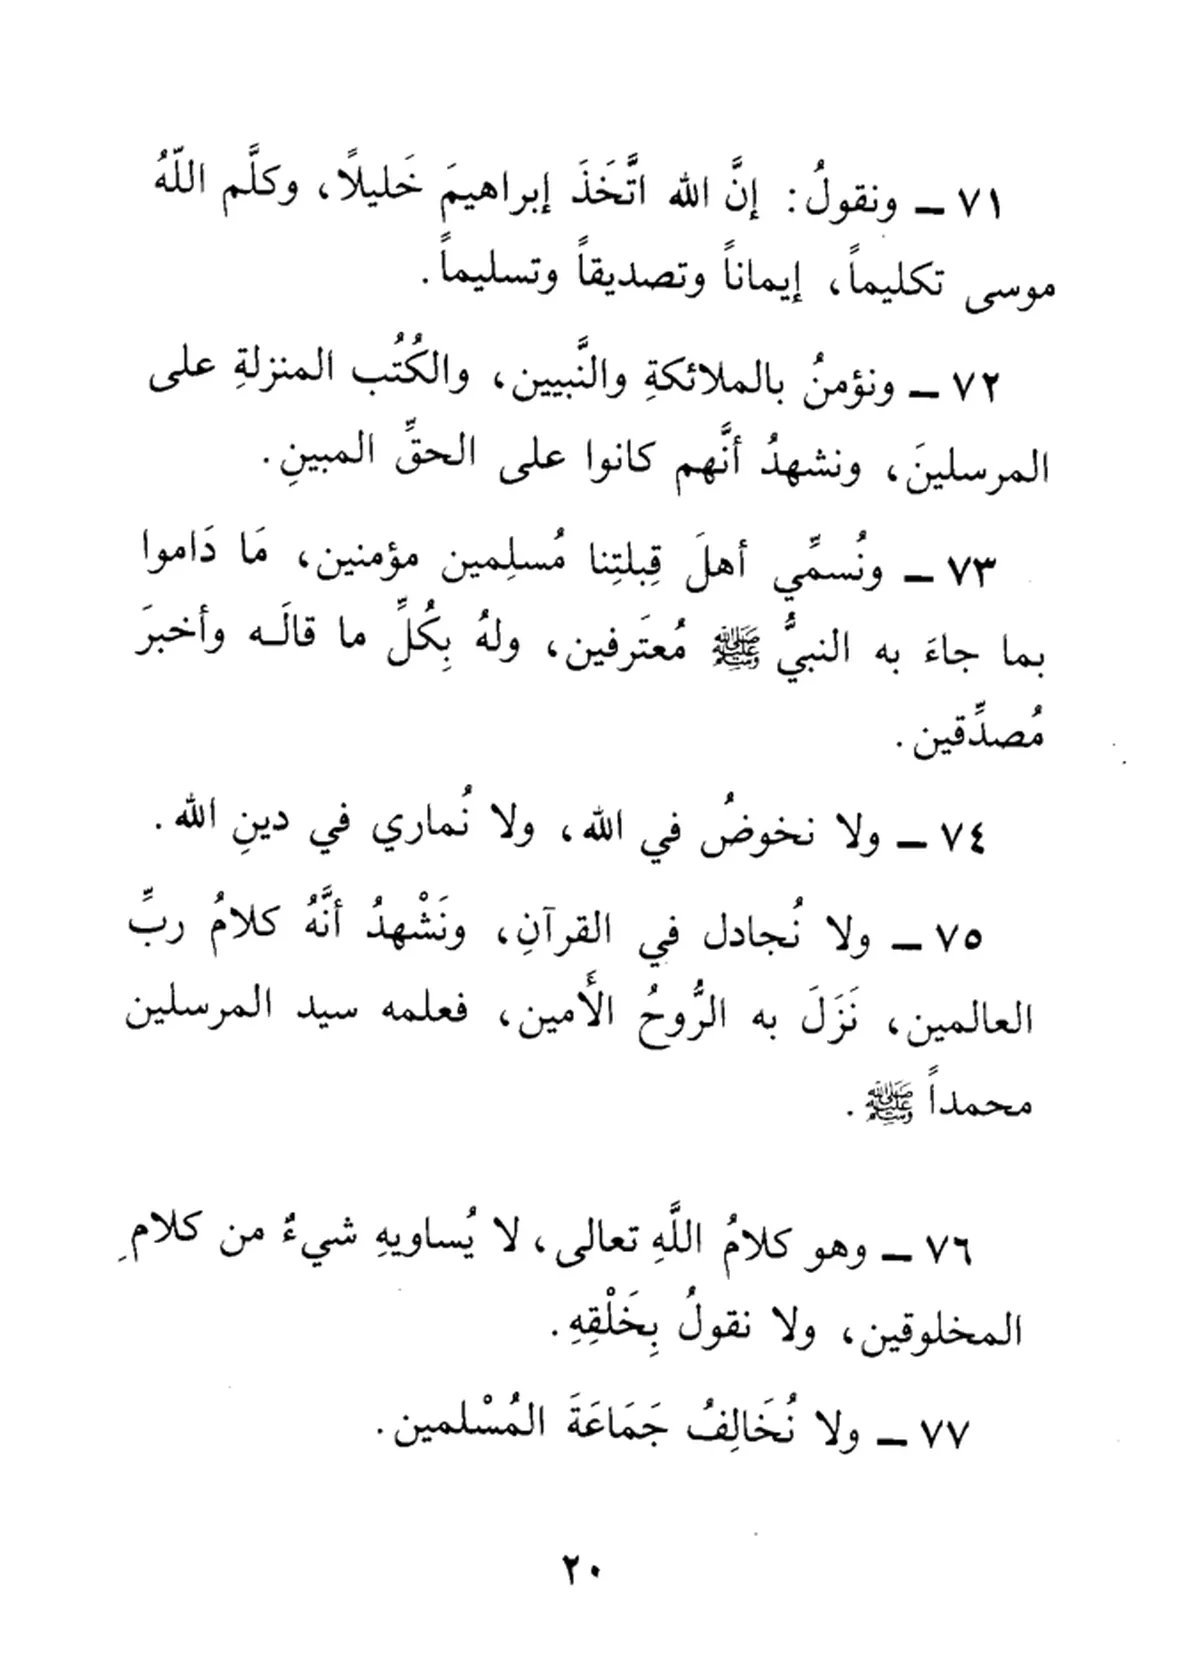 ٧١ ـ ونقولُ: إنَّ الله اتَّخَذَ إبراهيمَ خَليلاً، وكلَّم اللّهُ
موسى تكليماً، إيماناً وتصديقاً وتسليماً.
٧٢ ـ ونؤمنُ بالملائكةِ والنَّبيين، والكُتُب المنزلةِ على
المرسلينَ، ونشهدُ أنَّهم كانوا على الحقِّ المبينِ.
٧٣ ـ ونُسمِّي أهلَ قِبلتِنا مُسلِمين مؤمنين، مَا دَاموا
بما جاءَ به النبيُّ ﷺ مُعتَرفين، ولهُ بِكُلِّ ما قالَـه وأخبرَ
مُصدِّقين.
٧٤ ـ ولا نخوضُ في الله، ولا نُماري في دينِ الله.
٧٥ ـ ولا نُجادل في القرآنِ، ونَشْهدُ أنَّهُ كلامُ ربِّ
العالمين، نَزَلَ به الرُّوحُ الأَمين، فعلمه سيد المرسلين
محمداً ﷺ.
٧٦ ـ وهو كلامُ اللَّهِ تعالى، لا يُساويهِ شيءٌ من كلامِ
المخلوقين، ولا نقولُ بِخَلْقِهِ.
٧٧ ـ ولا نُخَالِفُ جَمَاعَةَ المُسْلمين.
٢٠